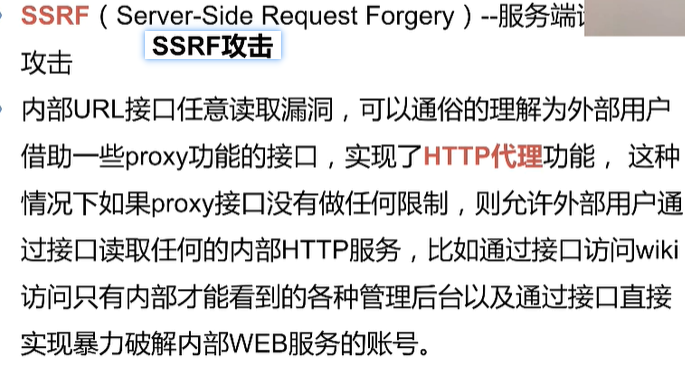 SSRF（Server-Side Request Forgery）--服务端
SSRF攻击
攻击
内部URL接口任意读取漏洞，可以通俗的理解为外部用户
借助一些proxy功能的接口，实现了HTTP代理功能， 这种
情况下如果proxy接口没有做任何限制，则允许外部用户通
过接口读取任何的内部HTTP服务，比如通过接口访问wiki
访问只有内部才能看到的各种管理后台以及通过接口直接
实现暴力破解内部WEB服务的账号。